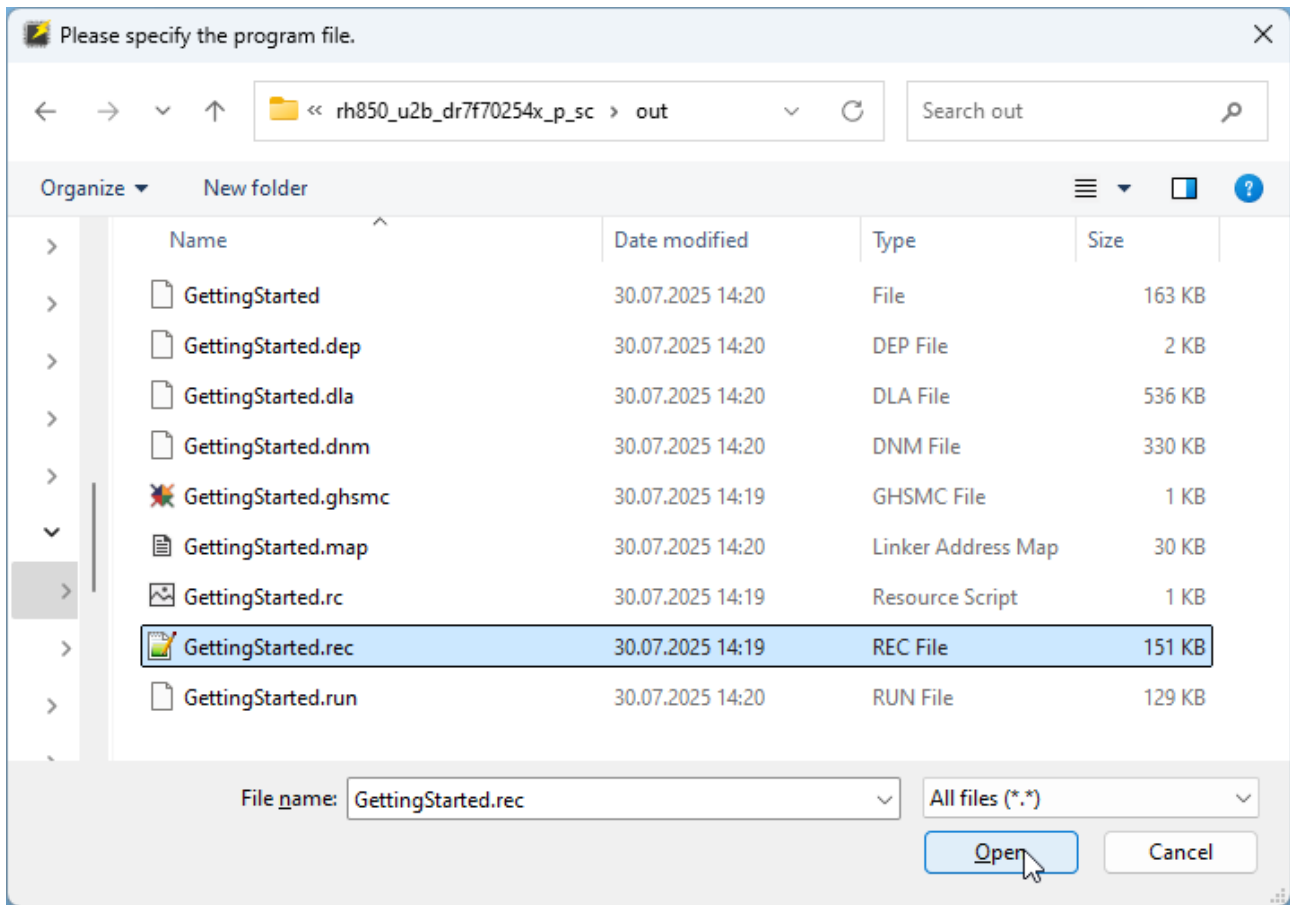 Please specify the program file.
« rh850_u2b_dr7f70254x_p_sc > out
Search out
Organize New folder
?
Name Date modified Type Size
GettingStarted 30.07.2025 14:20 File 163 KB
GettingStarted.dep 30.07.2025 14:20 DEP File 2 KB
GettingStarted.dla 30.07.2025 14:20 DLA File 536 KB
GettingStarted.dnm 30.07.2025 14:20 DNM File 330 KB
GettingStarted.ghsmc 30.07.2025 14:19 GHSMC File 1 KB
GettingStarted.map 30.07.2025 14:20 Linker Address Map 30 KB
GettingStarted.rc 30.07.2025 14:19 Resource Script 1 KB
GettingStarted.rec 30.07.2025 14:19 REC File 151 KB
GettingStarted.run 30.07.2025 14:20 RUN File 129 KB
File name: GettingStarted.rec All files (*.*)
Open Cancel